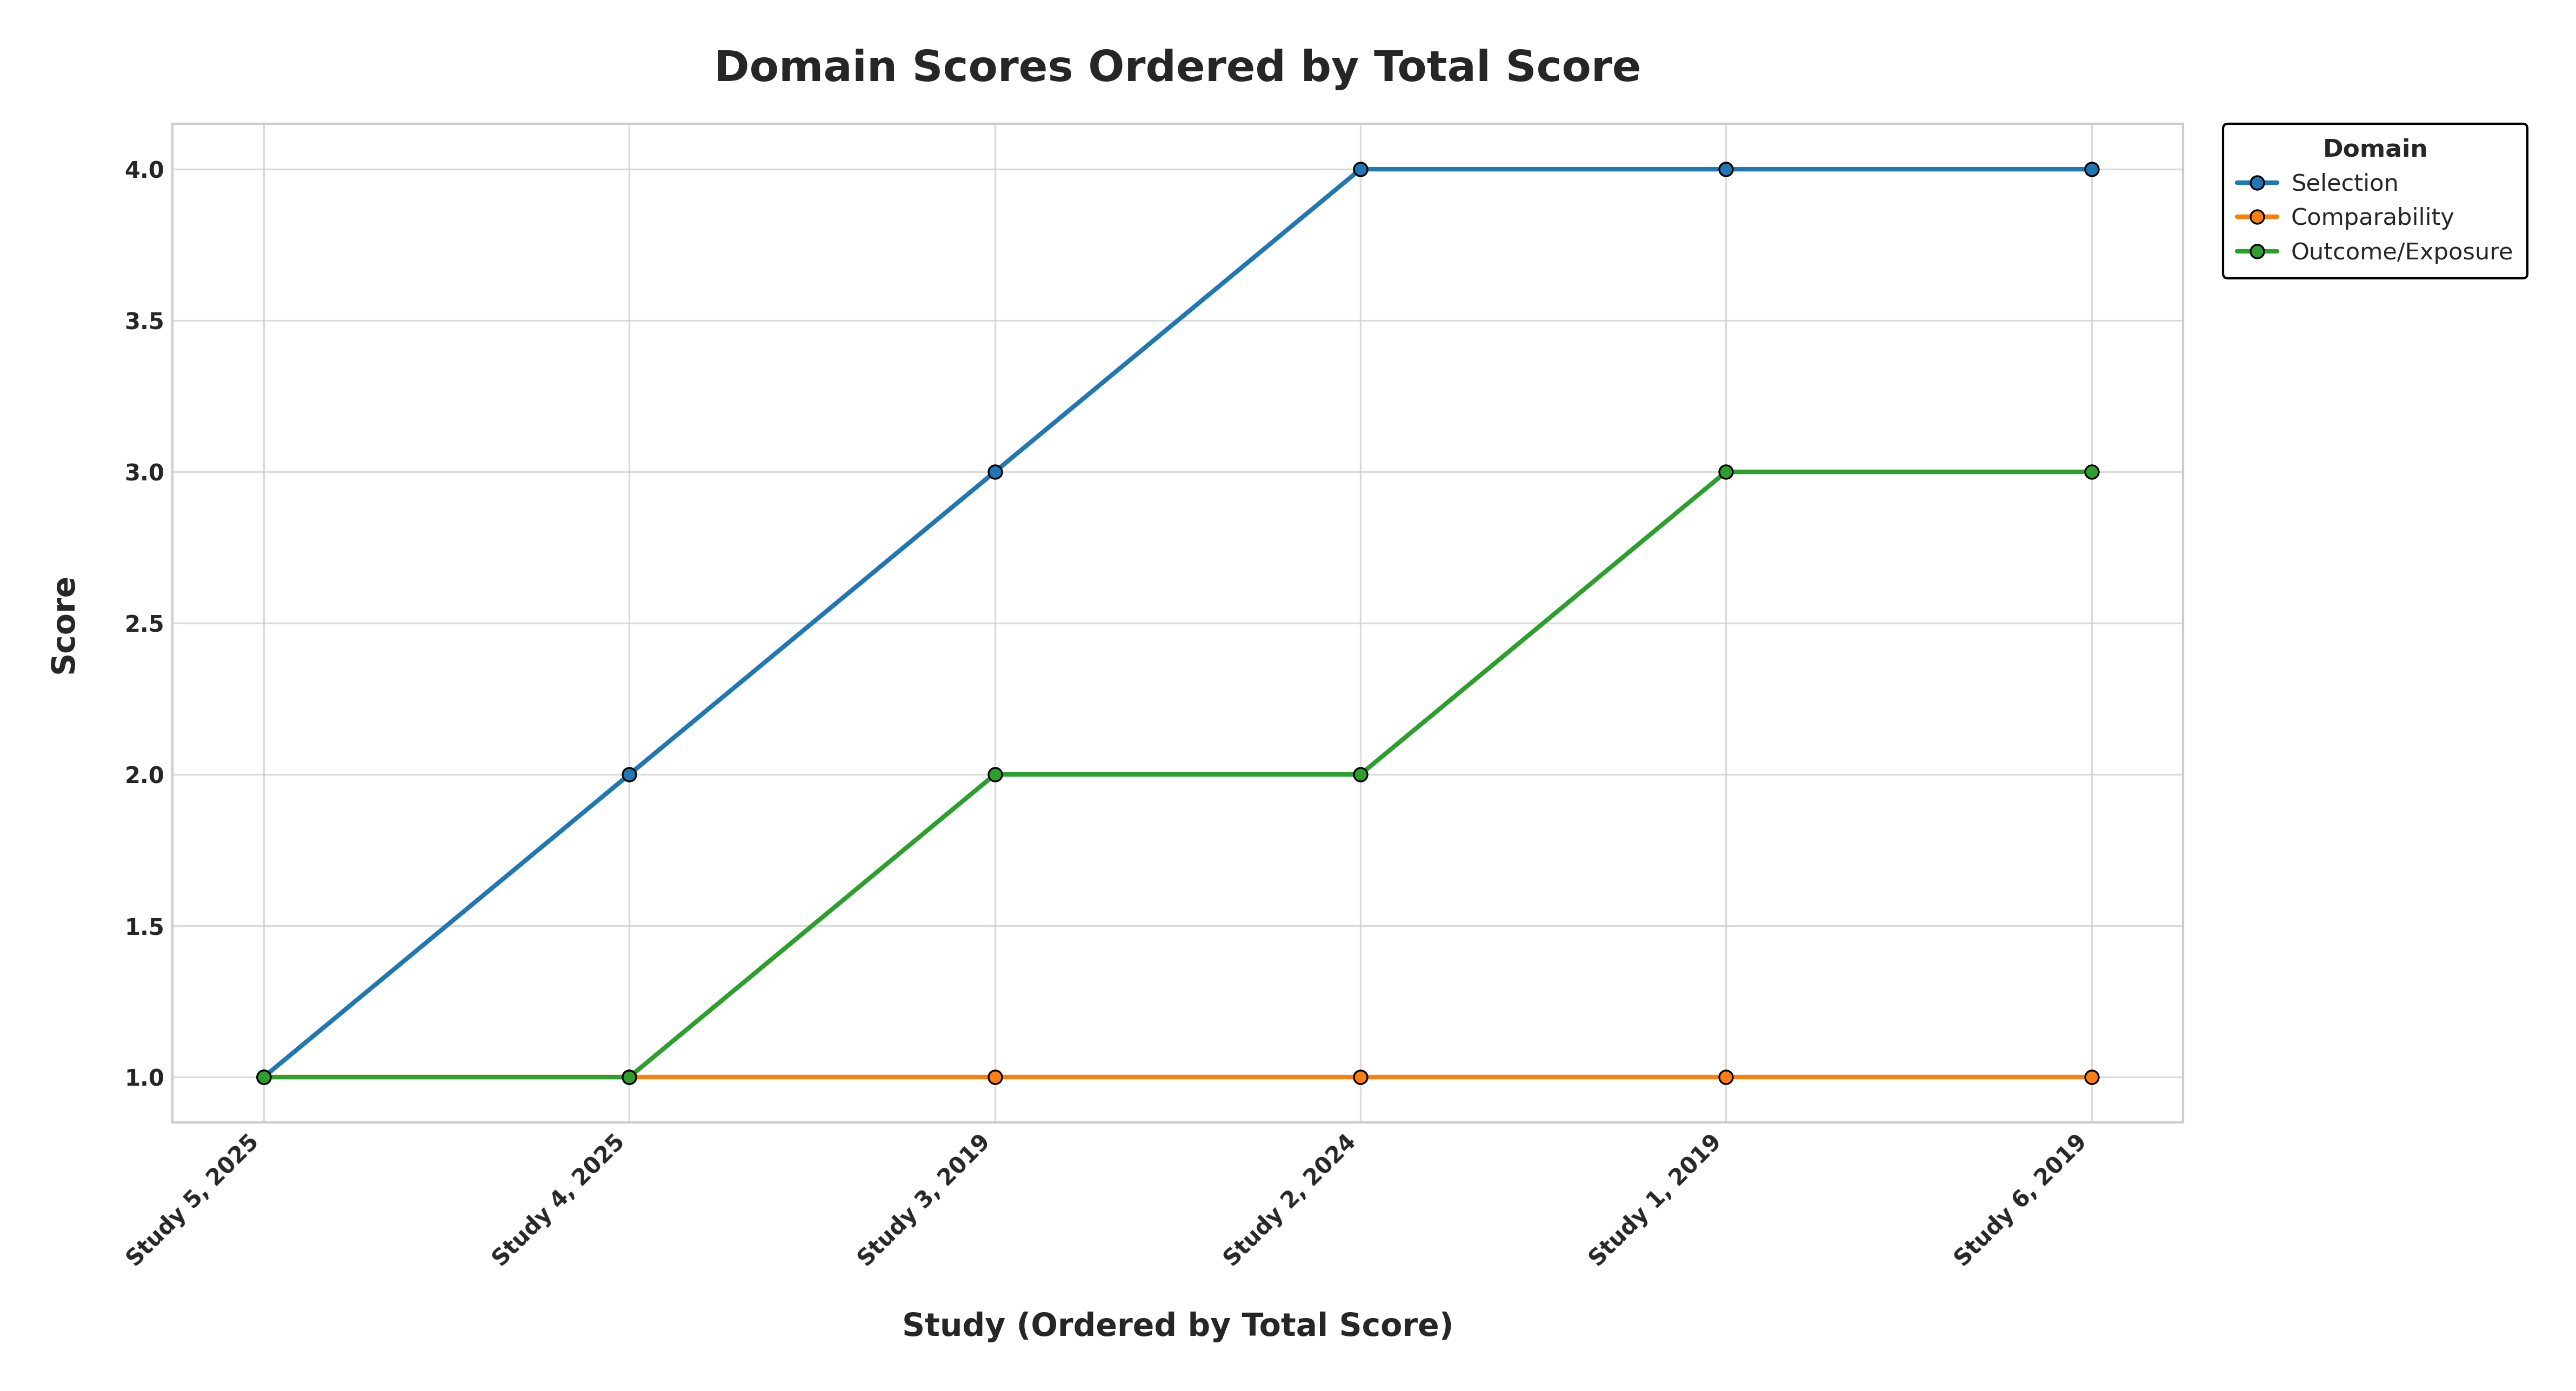 Domain Scores Ordered by Total Score
Domain
Selection
Comparability
Outcome/Exposure
Score
4.0
3.5
3.0
2.5
2.0
1.5
1.0
Study 5, 2025
Study 4, 2025
Study 3, 2019
Study 2, 2024
Study 1, 2019
Study 6, 2019
Study (Ordered by Total Score)